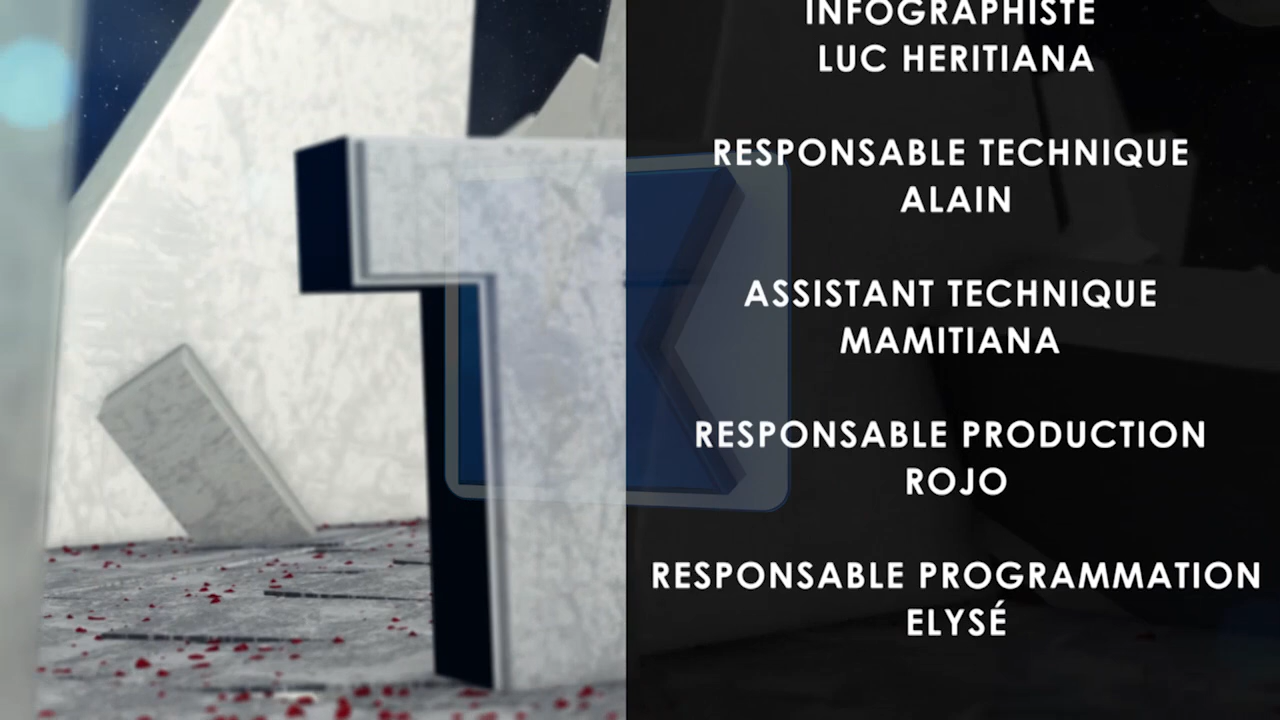 INFOGRAPHISTE
LUC HERITIANA
RESPONSABLE TECHNIQUE
ALAIN
ASSISTANT TECHNIQUE
MAMITIANA
RESPONSABLE PRODUCTION
ROJO
RESPONSABLE PROGRAMMATION
ELYSÉ
T